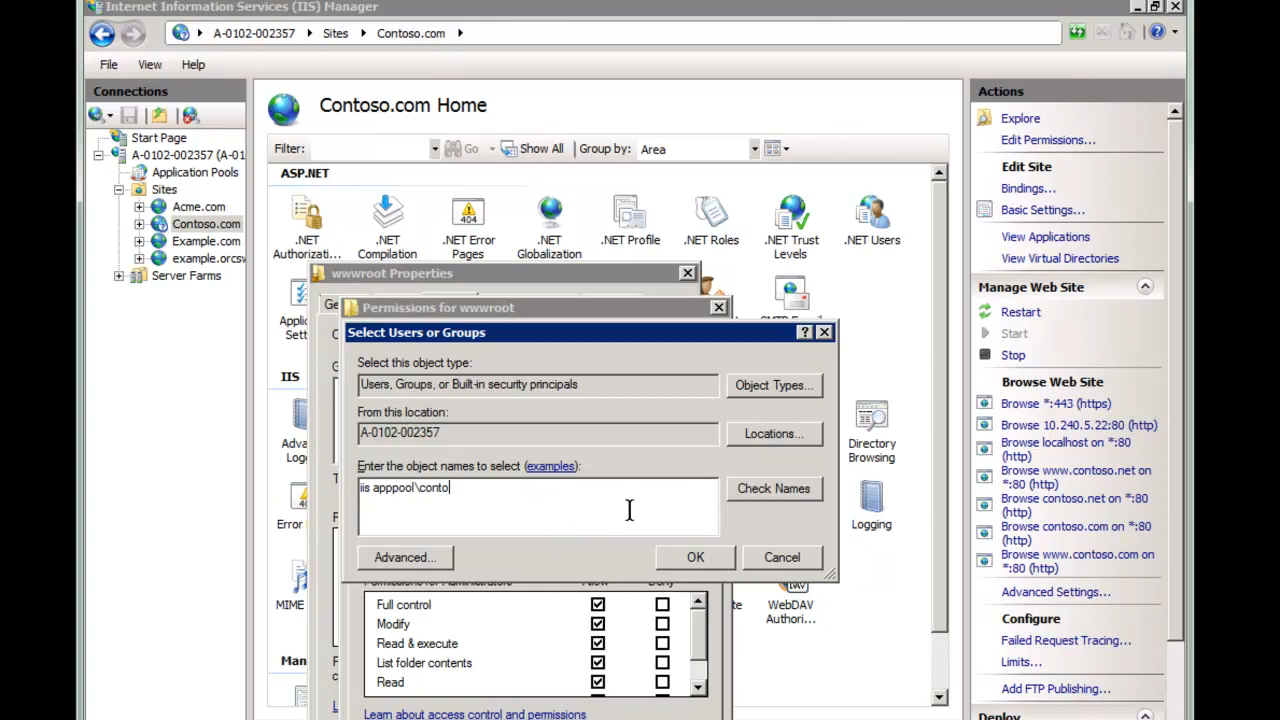 Internet Information Services (IIS) Manager
A-0102-002357 Sites Contoso.com
File View Help
Connections
Start Page
A-0102-002357 (A-01
Application Pools
Sites
Acme.com
Contoso.com
Example.com
example.orcsw
Server Farms
Contoso.com Home
Filter: Go Show All Group by: Area
ASP.NET
.NET Authorizati...
.NET Compilation
404
.NET Error Pages
.NET Globalization
.NET Profile
.NET Roles
.NET Trust Levels
.NET Users
wwwroot Properties
Ge
Permissions for wwwroot
Select Users or Groups
Select this object type:
Users, Groups, or Built-in security principals
Object Types...
From this location:
A-0102-002357
Locations...
Enter the object names to select (examples):
iis apppool\conto
Check Names
Advanced...
OK
Cancel
IIS
Directory Browsing
Logging
Error
MIME
WebDAV Authori...
Full control
Modify
Read & execute
List folder contents
Read
Learn about access control and permissions
Actions
Explore
Edit Permissions...
Edit Site
Bindings...
Basic Settings...
View Applications
View Virtual Directories
Manage Web Site
Restart
Start
Stop
Browse Web Site
Browse *:443 (https)
Browse 10.240.5.22:80 (http)
Browse localhost on *:80
(http)
Browse www.contoso.net on
*:80 (http)
Browse contoso.net on *:80
(http)
Browse contoso.com on *:80
(http)
Browse www.contoso.com on
*:80 (http)
Advanced Settings...
Configure
Failed Request Tracing...
Limits...
Add FTP Publishing...
Deploy